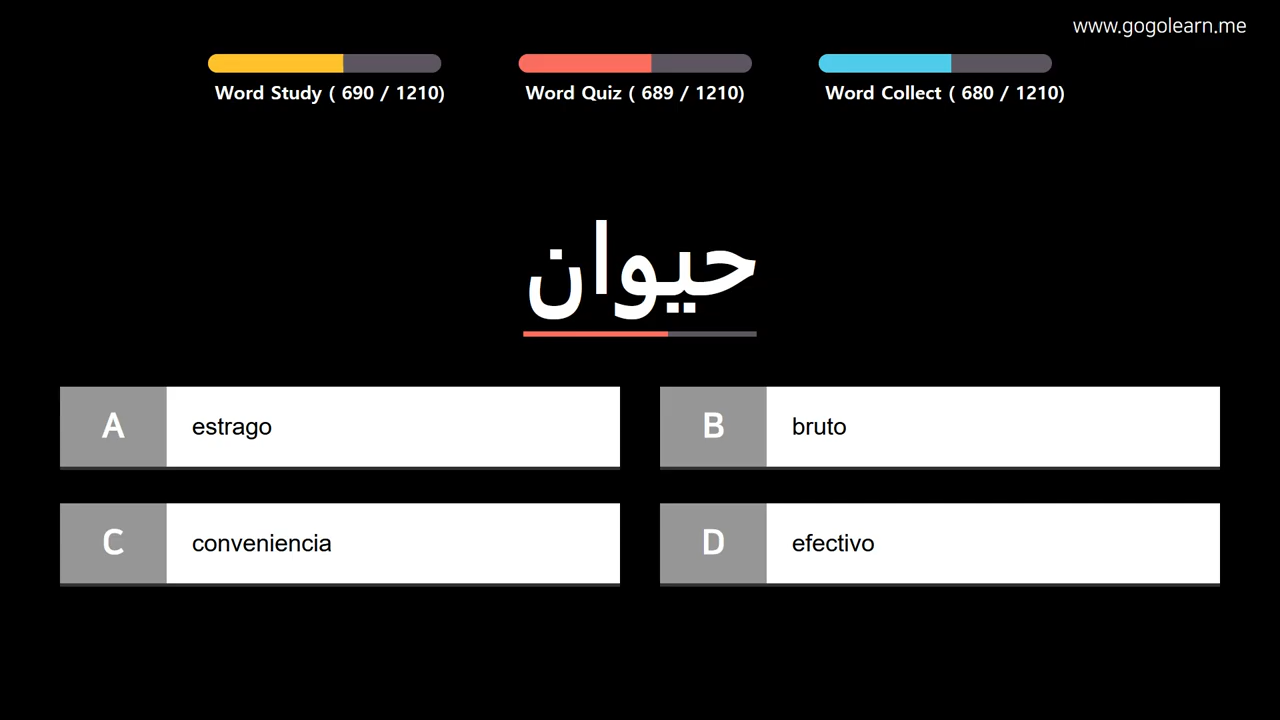 www.gogolearn.me
Word Study ( 690 / 1210)
Word Quiz ( 689 / 1210)
Word Collect ( 680 / 1210)
حيوان
A estrago
B bruto
C conveniencia
D efectivo